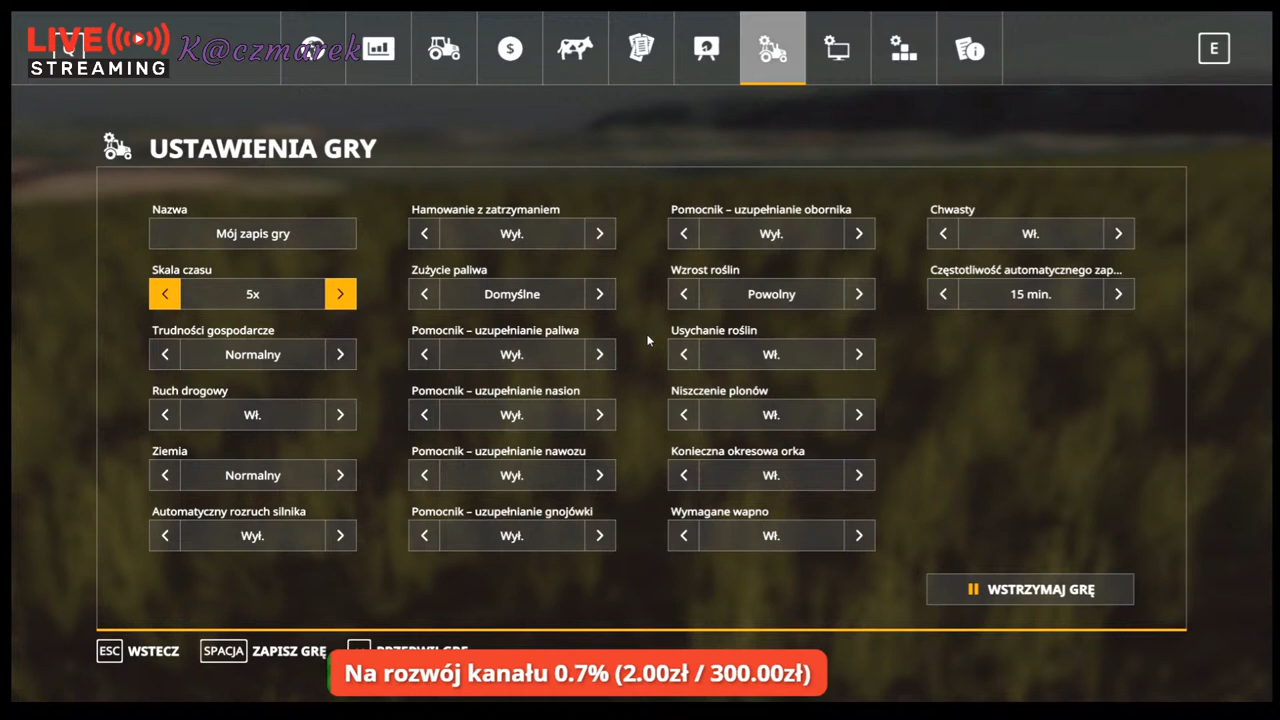 LIVE
STREAMING
K@czmarek
E
USTAWIENIA GRY
Nazwa
Mój zapis gry
Skala czasu
5x
Trudności gospodarcze
Normalny
Ruch drogowy
Wł.
Ziemia
Normalny
Automatyczny rozruch silnika
Wył.
Hamowanie z zatrzymaniem
Wył.
Zużycie paliwa
Domyślne
Pomocnik – uzupełnianie paliwa
Wył.
Pomocnik – uzupełnianie nasion
Wył.
Pomocnik – uzupełnianie nawozu
Wył.
Pomocnik – uzupełnianie gnojówki
Wył.
Pomocnik – uzupełnianie obornika
Wył.
Wzrost roślin
Powolny
Usychanie roślin
Wł.
Niszczenie plonów
Wł.
Konieczna okresowa orka
Wł.
Wymagane wapno
Wł.
Chwasty
Wł.
Częstotliwość automatycznego zap...
15 min.
WSTRZYMAJ GRĘ
ESC WSTECZ SPACJA ZAPISZ GRĘ PRZERWIJ GRĘ
Na rozwój kanału 0.7% (2.00zł / 300.00zł)